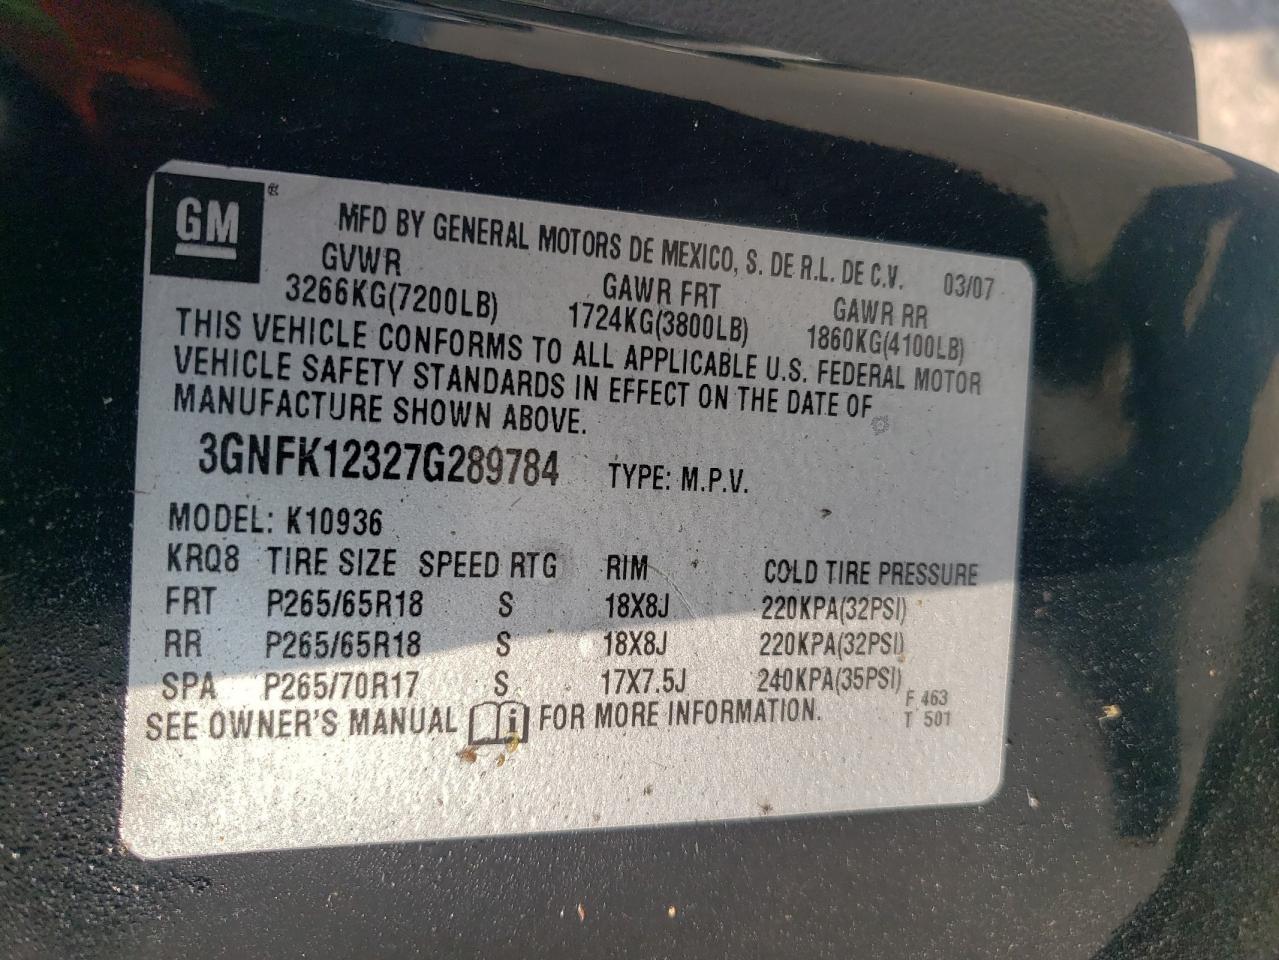 GM ®
MFD BY GENERAL MOTORS DE MEXICO, S. DE R.L. DE C.V. 03/07
GVWR GAWR FRT GAWR RR
3266KG(7200LB) 1724KG(3800LB) 1860KG(4100LB)
THIS VEHICLE CONFORMS TO ALL APPLICABLE U.S. FEDERAL MOTOR
VEHICLE SAFETY STANDARDS IN EFFECT ON THE DATE OF
MANUFACTURE SHOWN ABOVE.
3GNFK12327G289784 TYPE: M.P.V.
MODEL: K10936
KRQ8 TIRE SIZE SPEED RTG RIM COLD TIRE PRESSURE
FRT P265/65R18 S 18X8J 220KPA(32PSI)
RR P265/65R18 S 18X8J 220KPA(32PSI)
SPA P265/70R17 S 17X7.5J 240KPA(35PSI)
F 463
SEE OWNER'S MANUAL i FOR MORE INFORMATION. T 501